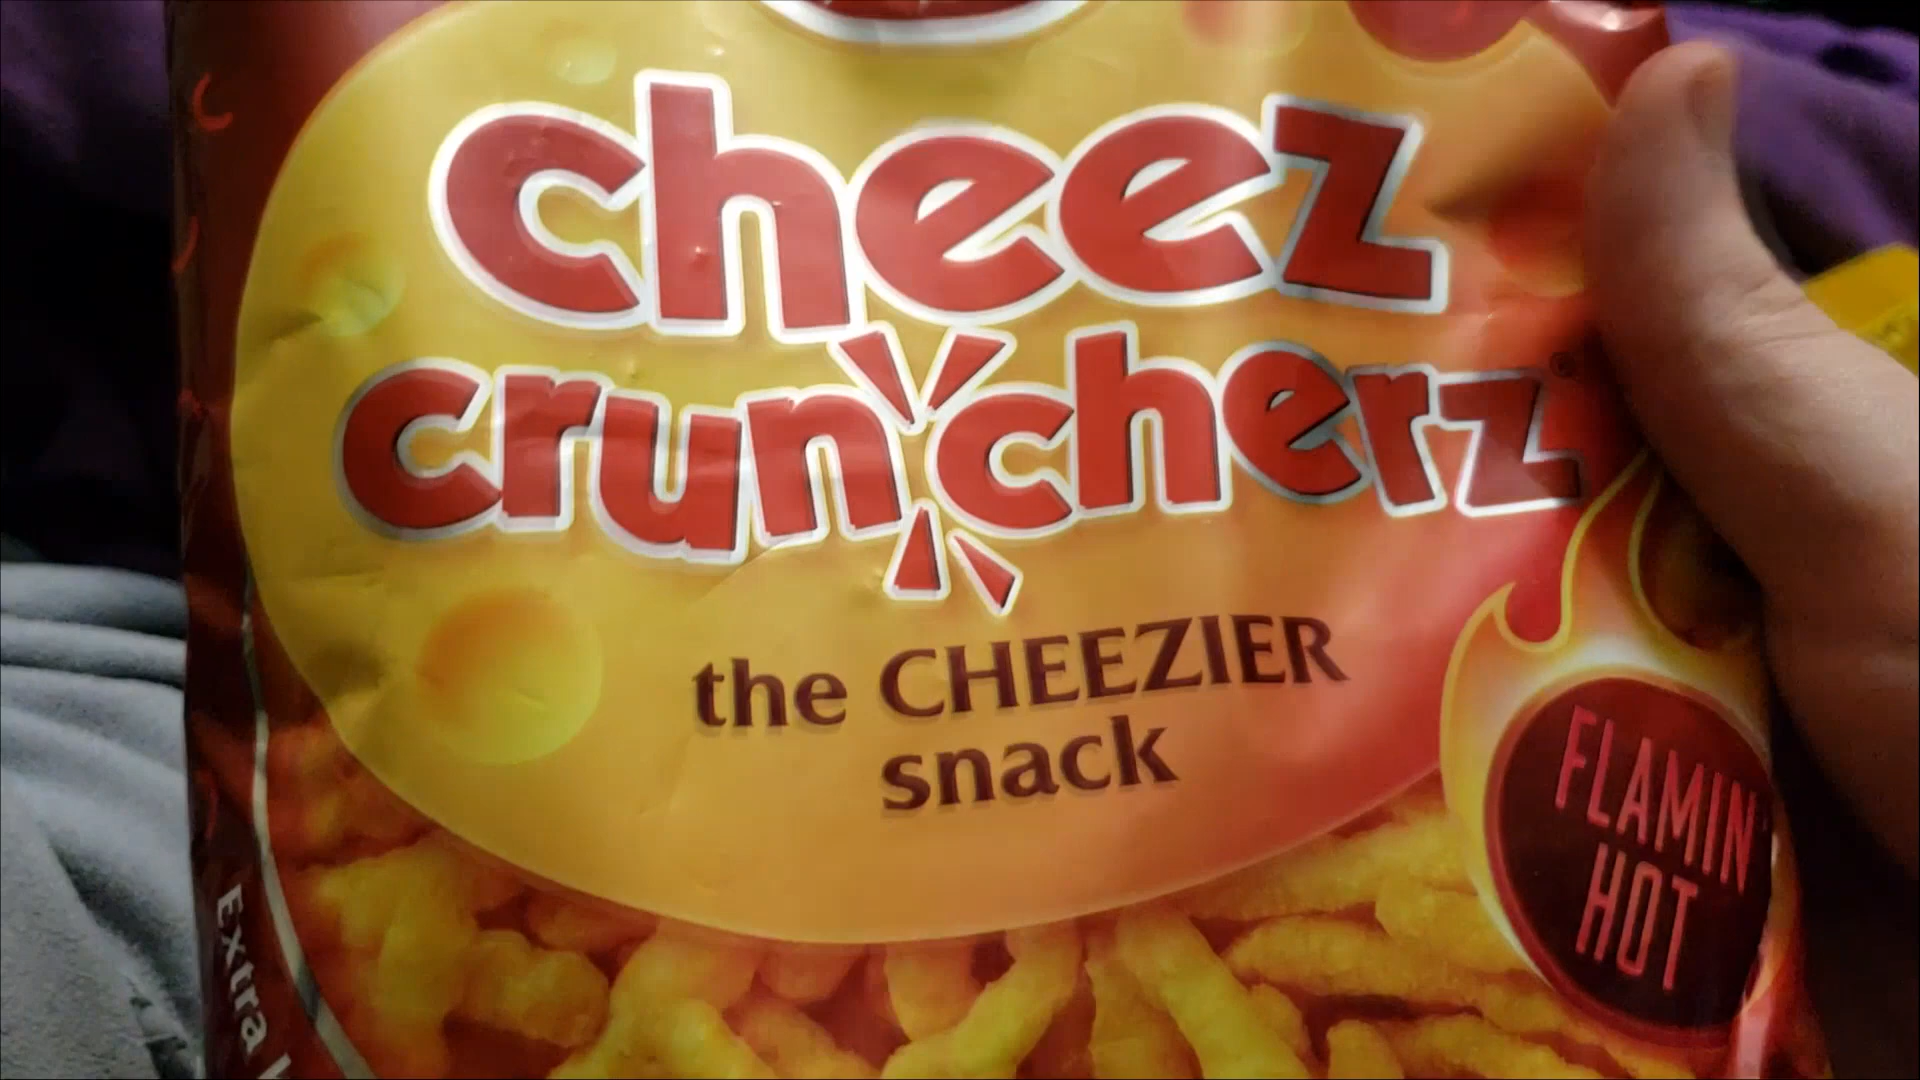 cheez
cruncherz®
the CHEEZIER
snack
FLAMIN
HOT
Extra